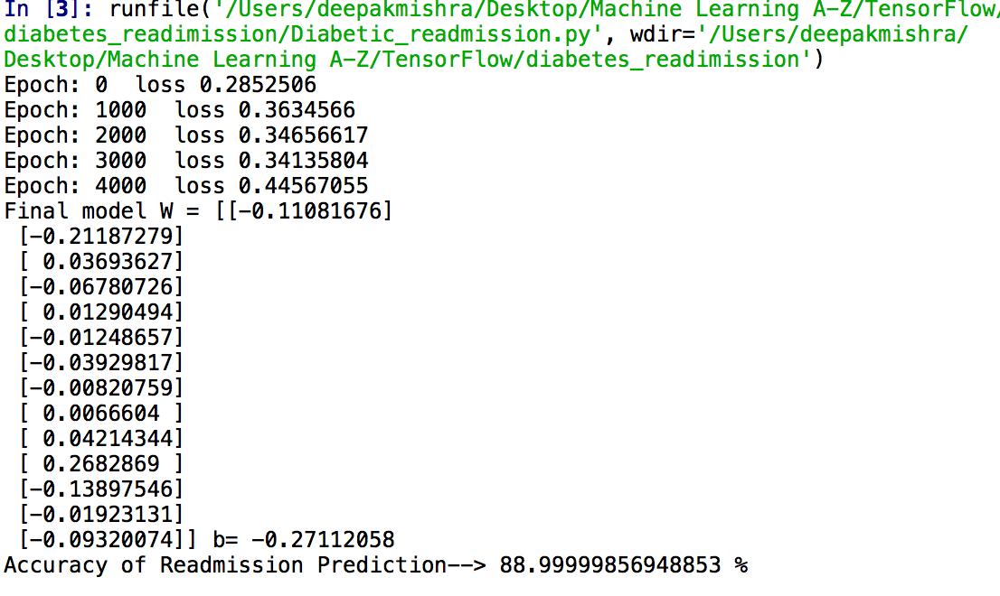 In [3]: runfile('/Users/deepakmishra/Desktop/Machine Learning A-Z/TensorFlow/
diabetes_readimission/Diabetic_readmission.py', wdir='/Users/deepakmishra/
Desktop/Machine Learning A-Z/TensorFlow/diabetes_readimission')
Epoch: 0  loss 0.2852506
Epoch: 1000  loss 0.3634566
Epoch: 2000  loss 0.34656617
Epoch: 3000  loss 0.34135804
Epoch: 4000  loss 0.44567055
Final model W = [[-0.11081676]
 [-0.21187279]
 [ 0.03693627]
 [-0.06780726]
 [ 0.01290494]
 [-0.01248657]
 [-0.03929817]
 [-0.00820759]
 [ 0.0066604 ]
 [ 0.04214344]
 [ 0.2682869 ]
 [-0.13897546]
 [-0.01923131]
 [-0.09320074]] b= -0.27112058
Accuracy of Readmission Prediction--> 88.99999856948853 %